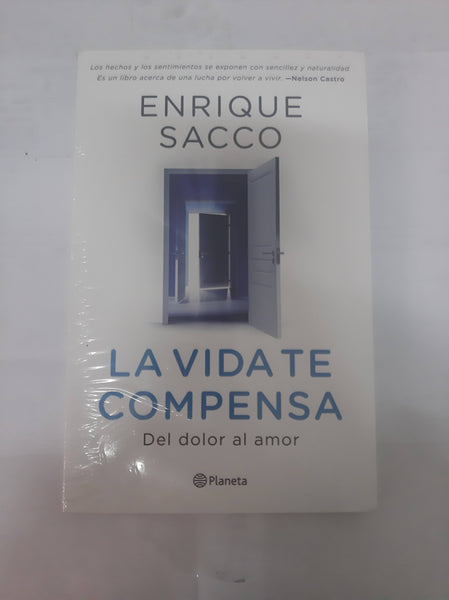 Los hechos y los sentimientos se exponen con sencillez y naturalidad.
Es un libro acerca de una lucha por volver a vivir. —Nelson Castro
ENRIQUE
SACCO
LA VIDA TE
COMPENSA
Del dolor al amor
Planeta